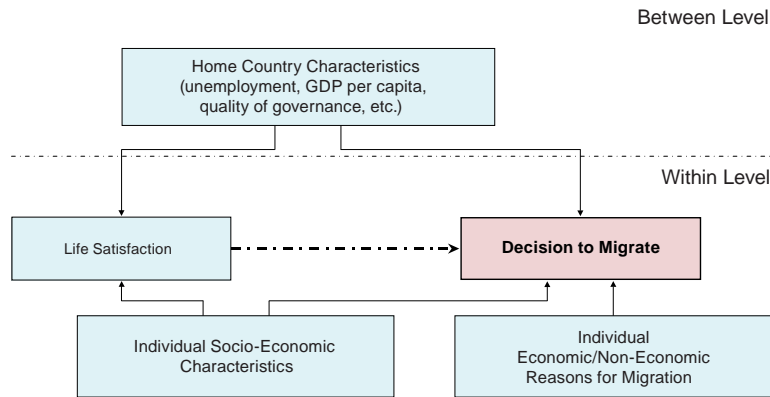 Between Level
Home Country Characteristics
(unemployment, GDP per capita,
quality of governance, etc.)
Within Level
Life Satisfaction
Decision to Migrate
Individual Socio-Economic
Characteristics
Individual
Economic/Non-Economic
Reasons for Migration